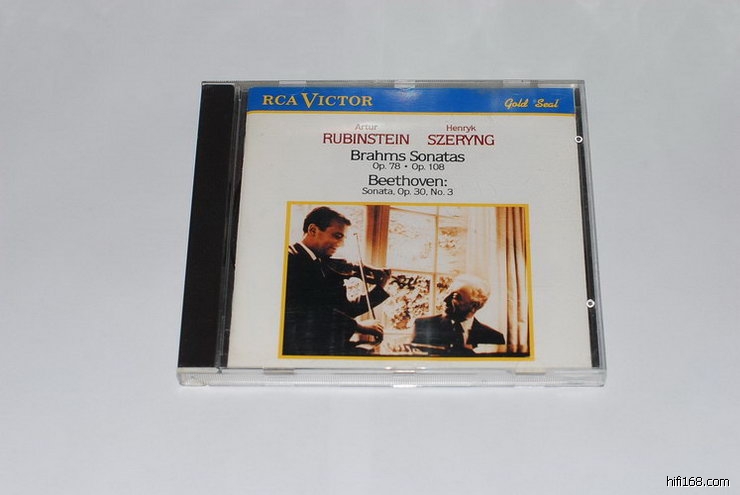 RCA VICTOR Gold Seal
Artur Henryk
RUBINSTEIN SZERYNG
Brahms Sonatas
Op. 78 • Op. 108
Beethoven:
Sonata, Op. 30, No. 3
hifi168.com